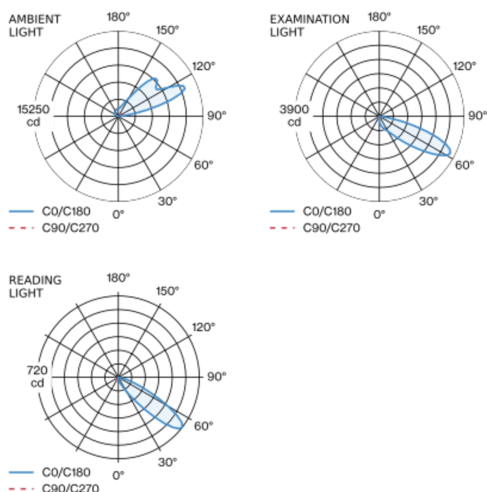 AMBIENT
LIGHT
180°
150°
120°
15250
cd
90°
60°
30°
0°
C0/C180
C90/C270
EXAMINATION
LIGHT
180°
150°
120°
3900
cd
90°
60°
30°
0°
C0/C180
C90/C270
READING
LIGHT
180°
150°
120°
720
cd
90°
60°
30°
0°
C0/C180
C90/C270